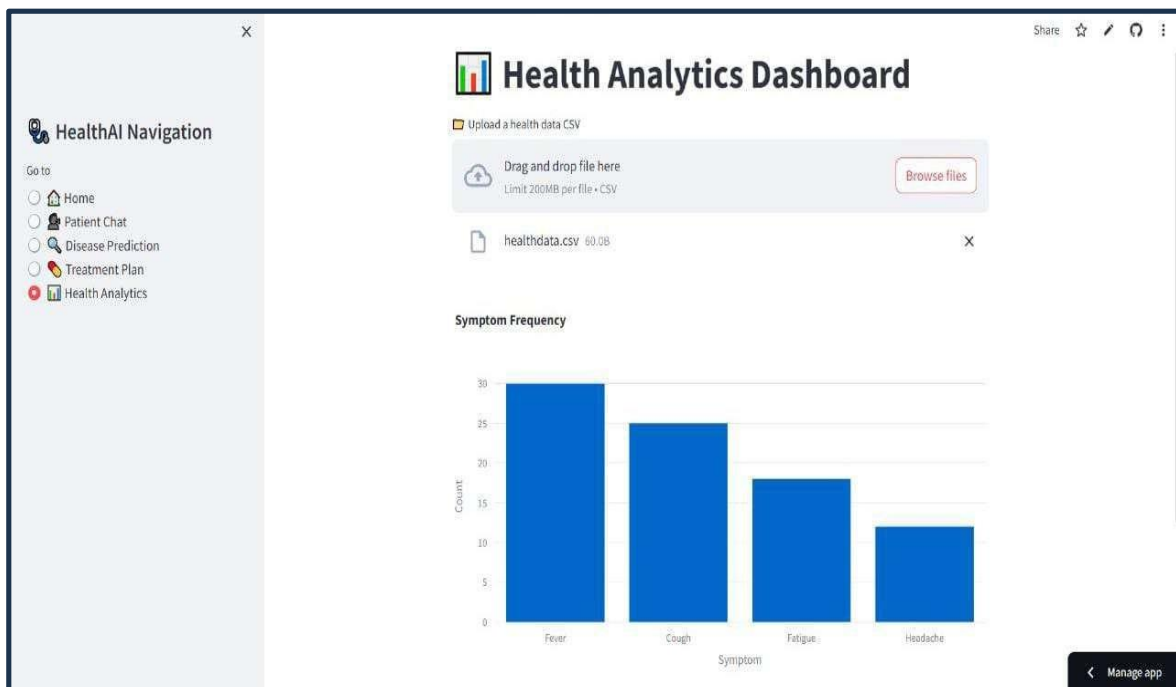 Share
Health Analytics Dashboard
Upload a health data CSV
HealthAI Navigation
Go to
Home
Patient Chat
Disease Prediction
Treatment Plan
Health Analytics
Drag and drop file here
Limit 200MB per file • CSV
Browse files
healthdata.csv 60.0B
Symptom Frequency
30
25
20
15
10
5
0
Count
Fever
Cough
Fatigue
Headache
Symptom
Manage app